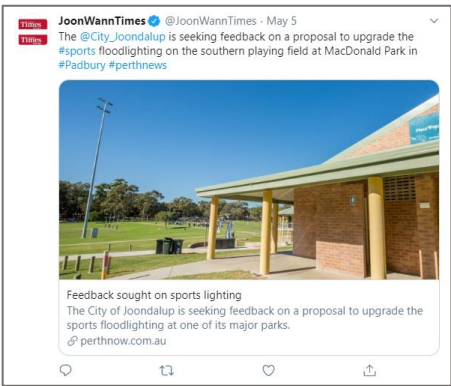 Times
Times
JoonWannTimes @JoonWannTimes · May 5
The @City_Joondalup is seeking feedback on a proposal to upgrade the
#sports floodlighting on the southern playing field at MacDonald Park in
#Padbury #perthnews
Feedback sought on sports lighting
The City of Joondalup is seeking feedback on a proposal to upgrade the
sports floodlighting at one of its major parks.
perthnow.com.au